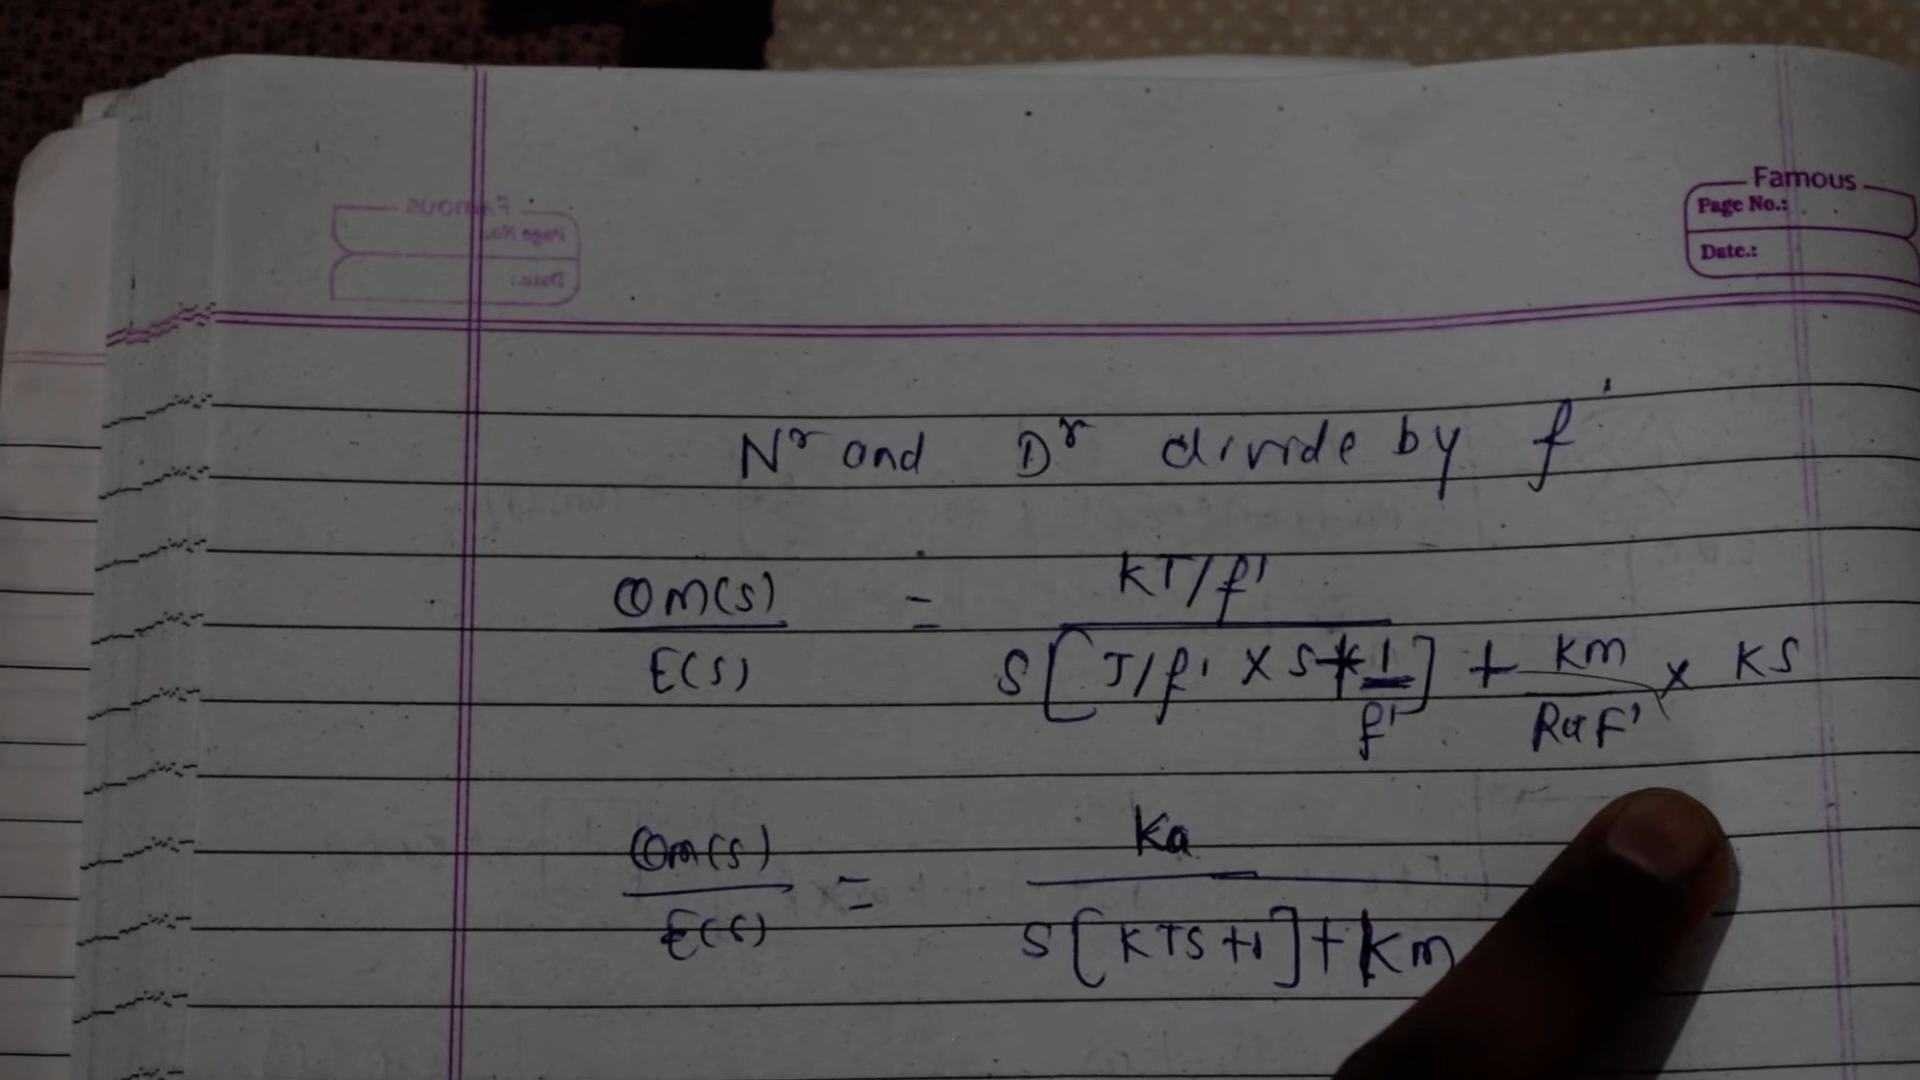 Famous
Page No.:
Date.:
Nr and Dr divide by f'
θm(s) / E(s) = KT/f' / S[J/f' × S + 1/f'] + Km/Raf' × KS
θm(s) / E(s) = Ka / S[KTS+1] + Km